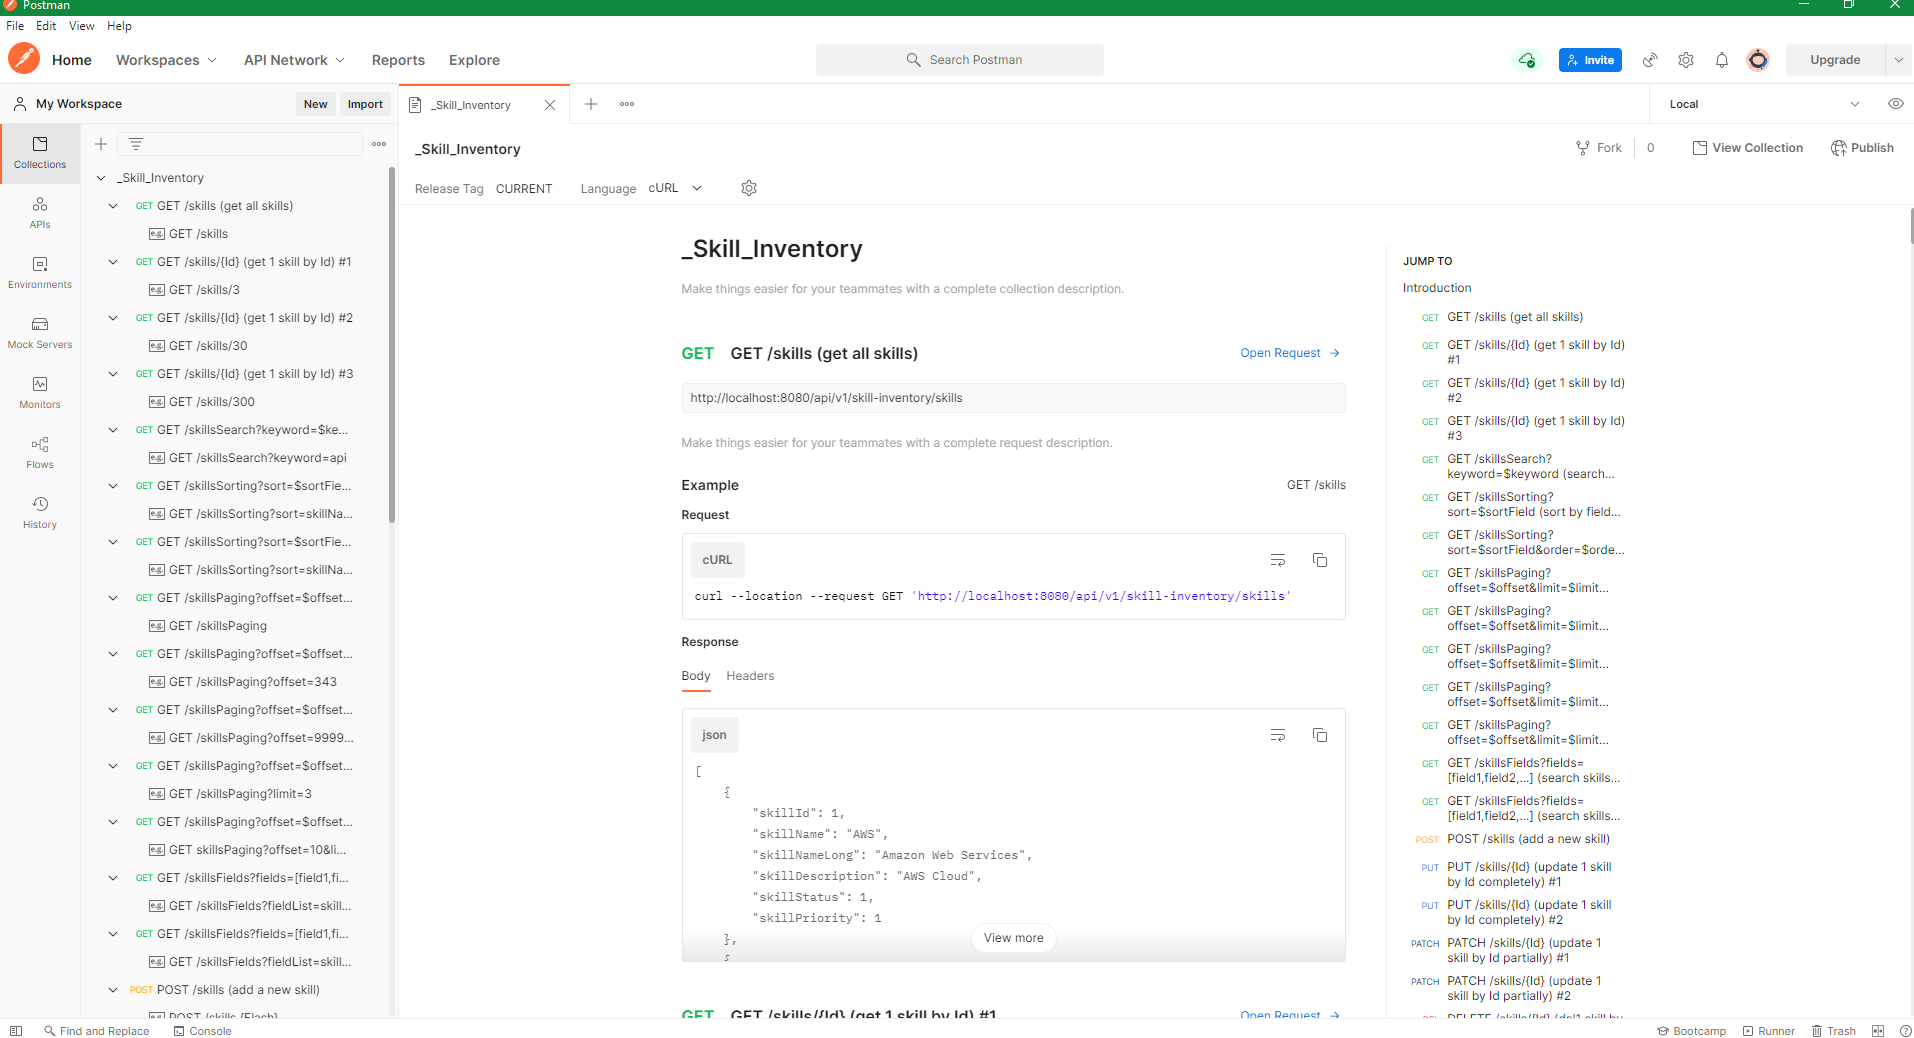 Postman
File Edit View Help
Home Workspaces API Network Reports Explore
Search Postman
Invite
Upgrade
My Workspace
New Import
_Skill_Inventory
Local
Collections
APIs
Environments
Mock Servers
Monitors
Flows
History
_Skill_Inventory
GET GET /skills (get all skills)
e.g. GET /skills
GET GET /skills/{Id} (get 1 skill by Id) #1
e.g. GET /skills/3
GET GET /skills/{Id} (get 1 skill by Id) #2
e.g. GET /skills/30
GET GET /skills/{Id} (get 1 skill by Id) #3
e.g. GET /skills/300
GET GET /skillsSearch?keyword=$ke...
e.g. GET /skillsSearch?keyword=api
GET GET /skillsSorting?sort=$sortFie...
e.g. GET /skillsSorting?sort=skillNa...
GET GET /skillsSorting?sort=$sortFie...
e.g. GET /skillsSorting?sort=skillNa...
GET GET /skillsPaging?offset=$offset...
e.g. GET /skillsPaging
GET GET /skillsPaging?offset=$offset...
e.g. GET /skillsPaging?offset=343
GET GET /skillsPaging?offset=$offset...
e.g. GET /skillsPaging?offset=9999...
GET GET /skillsPaging?offset=$offset...
e.g. GET /skillsPaging?limit=3
GET GET /skillsPaging?offset=$offset...
e.g. GET skillsPaging?offset=10&li...
GET GET /skillsFields?fields=[field1,fi...
e.g. GET /skillsFields?fieldList=skill...
GET GET /skillsFields?fields=[field1,fi...
e.g. GET /skillsFields?fieldList=skill...
POST POST /skills (add a new skill)
e.g. POST /skills {Flash}
_Skill_Inventory
Fork 0 View Collection Publish
Release Tag CURRENT Language cURL
_Skill_Inventory
Make things easier for your teammates with a complete collection description.
GET GET /skills (get all skills) Open Request →
http://localhost:8080/api/v1/skill-inventory/skills
Make things easier for your teammates with a complete request description.
Example GET /skills
Request
cURL
curl --location --request GET 'http://localhost:8080/api/v1/skill-inventory/skills'
Response
Body Headers
json
[
{
"skillId": 1,
"skillName": "AWS",
"skillNameLong": "Amazon Web Services",
"skillDescription": "AWS Cloud",
"skillStatus": 1,
"skillPriority": 1
},
{
View more
GET GET /skills/{Id} (get 1 skill by Id) #1 Open Request →
JUMP TO
Introduction
GET GET /skills (get all skills)
GET GET /skills/{Id} (get 1 skill by Id)
#1
GET GET /skills/{Id} (get 1 skill by Id)
#2
GET GET /skills/{Id} (get 1 skill by Id)
#3
GET GET /skillsSearch?
keyword=$keyword (search...
GET GET /skillsSorting?
sort=$sortField (sort by field...
GET GET /skillsSorting?
sort=$sortField&order=$orde...
GET GET /skillsPaging?
offset=$offset&limit=$limit...
GET GET /skillsPaging?
offset=$offset&limit=$limit...
GET GET /skillsPaging?
offset=$offset&limit=$limit...
GET GET /skillsPaging?
offset=$offset&limit=$limit...
GET GET /skillsPaging?
offset=$offset&limit=$limit...
GET GET /skillsFields?fields=
[field1,field2,...] (search skills...
GET GET /skillsFields?fields=
[field1,field2,...] (search skills...
POST POST /skills (add a new skill)
PUT PUT /skills/{Id} (update 1 skill
by Id completely) #1
PUT PUT /skills/{Id} (update 1 skill
by Id completely) #2
PATCH PATCH /skills/{Id} (update 1
skill by Id partially) #1
PATCH PATCH /skills/{Id} (update 1
skill by Id partially) #2
DEL DELETE /skills/{Id} (del1 skill by
Find and Replace Console
Bootcamp Runner Trash